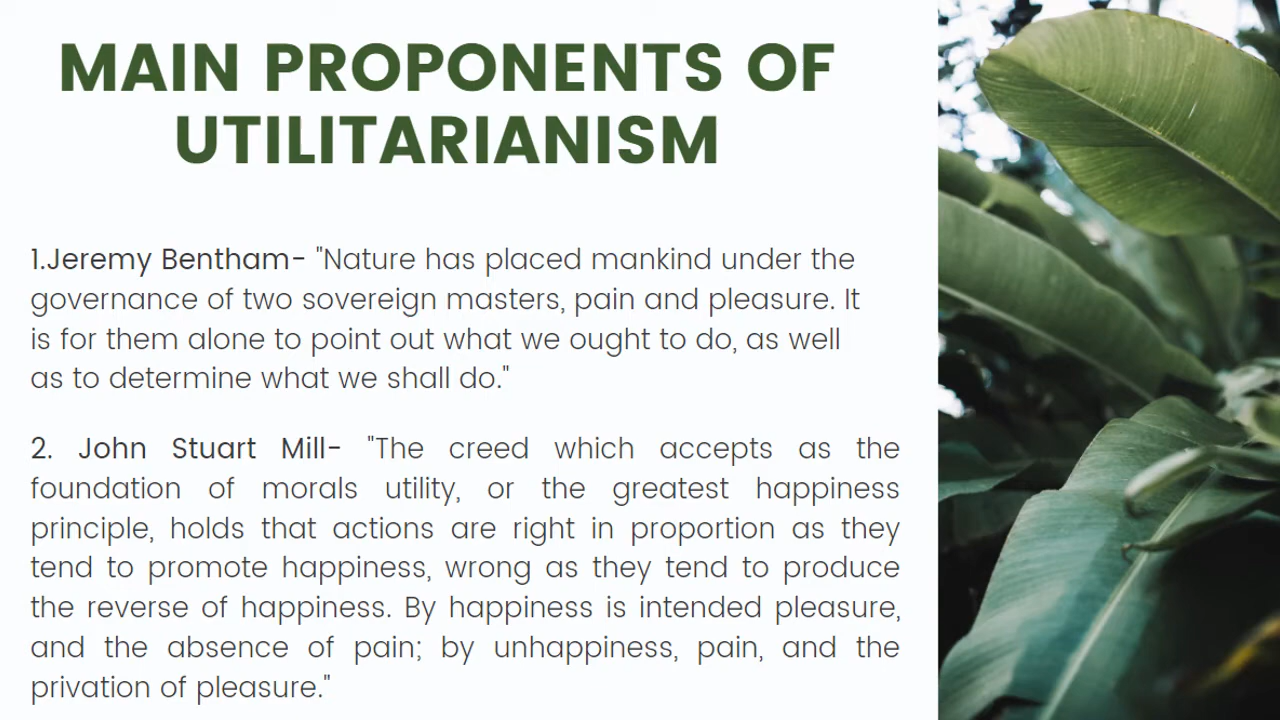 MAIN PROPONENTS OF
UTILITARIANISM
1.Jeremy Bentham- "Nature has placed mankind under the
governance of two sovereign masters, pain and pleasure. It
is for them alone to point out what we ought to do, as well
as to determine what we shall do."
2. John Stuart Mill- "The creed which accepts as the
foundation of morals utility, or the greatest happiness
principle, holds that actions are right in proportion as they
tend to promote happiness, wrong as they tend to produce
the reverse of happiness. By happiness is intended pleasure,
and the absence of pain; by unhappiness, pain, and the
privation of pleasure."